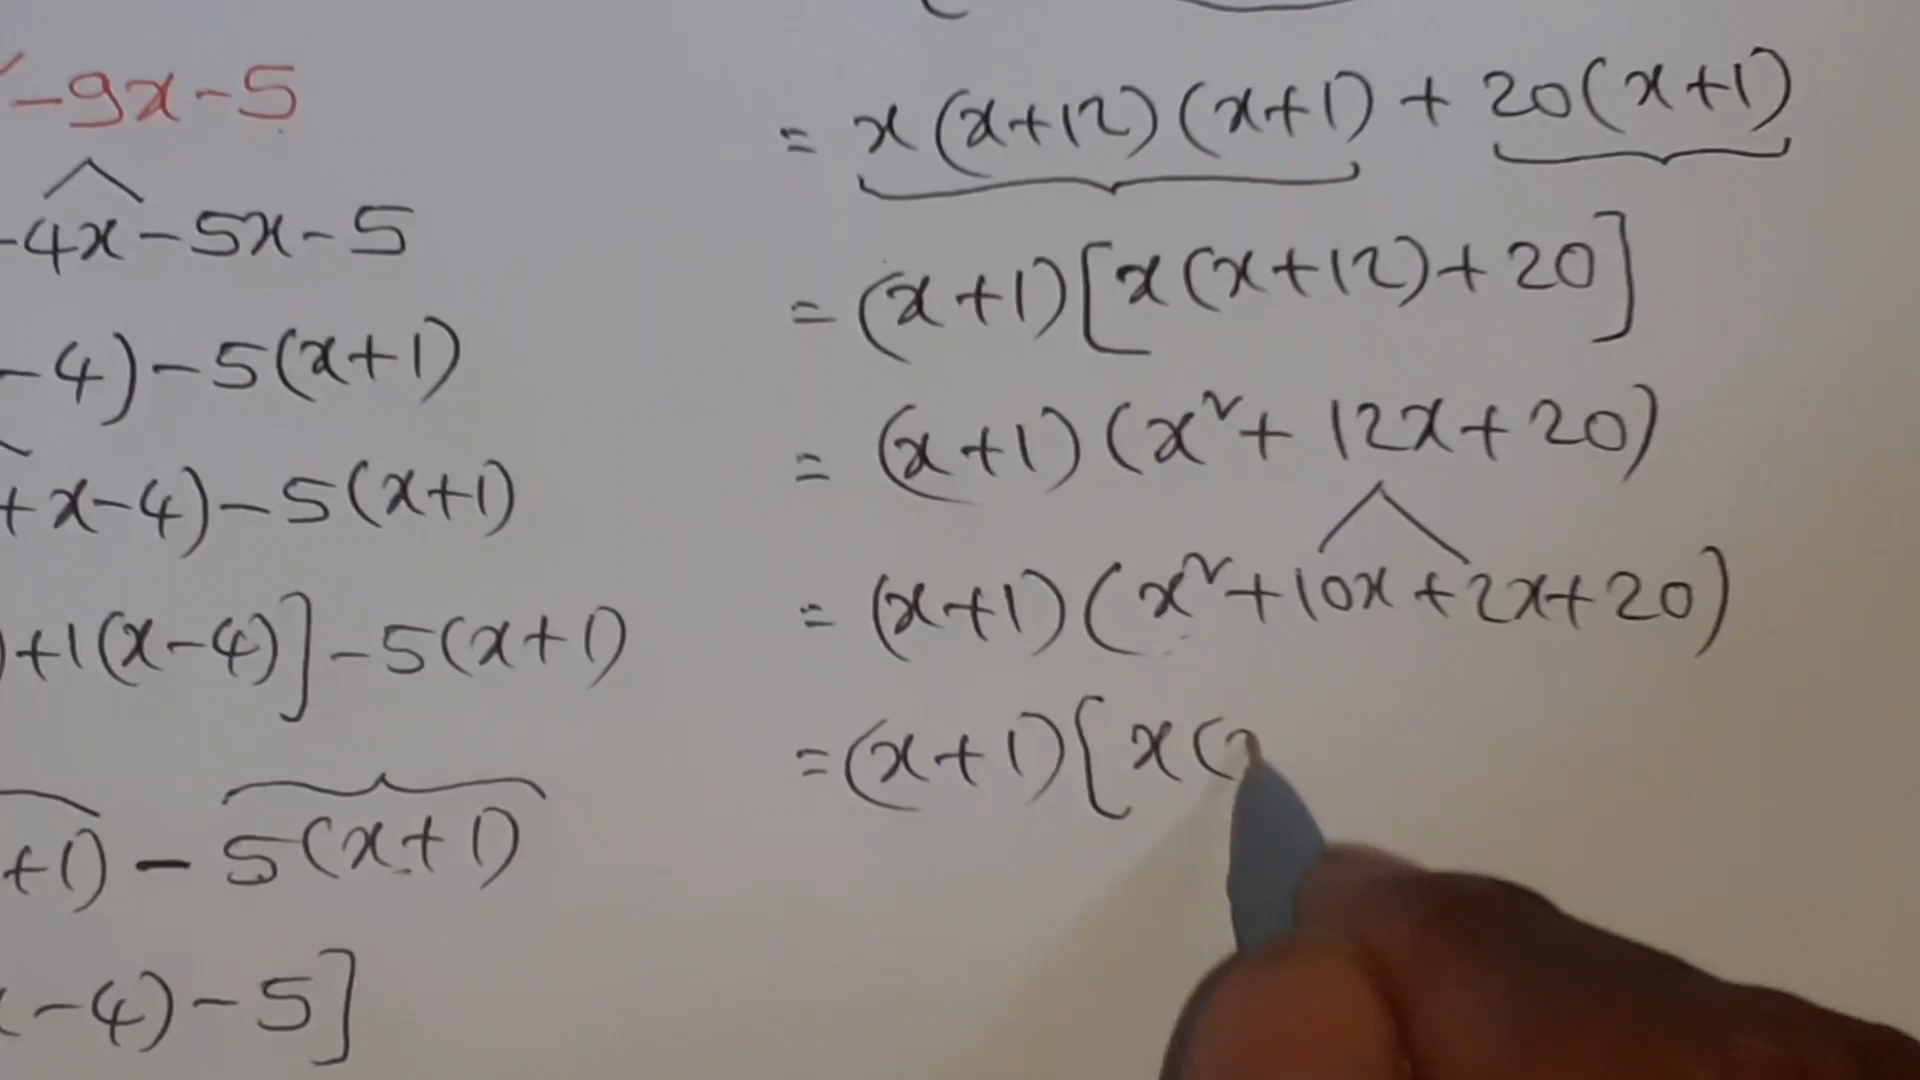 -9x-5
-4x-5x-5
-4)-5(x+1)
+x-4)-5(x+1)
)+1(x-4)]-5(x+1)
+1)-5(x+1)
-4)-5]
= x(x+12)(x+1)+20(x+1)
= (x+1)[x(x+12)+20]
= (x+1)(x²+12x+20)
= (x+1)(x²+10x+2x+20)
= (x+1)[x(